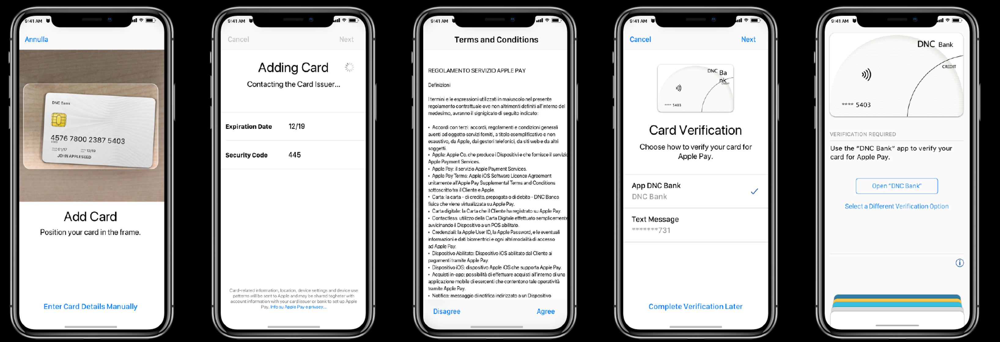 9:41 AM
Annulla
DNC Bank
4576 7800 2387 5403
01/17 12/19
JOHN APPLESEED
Add Card
Position your card in the frame.
Enter Card Details Manually
9:41 AM
Cancel Next
Adding Card
Contacting the Card Issuer...
Expiration Date 12/19
Security Code 445
Card-related information, location, device settings and device use
patterns will be sent to Apple and may be shared togheter with
account information with your card issuer or bank to set up Apple
Pay. Info su Apple Pay e privacy...
9:41 AM
Terms and Conditions
REGOLAMENTO SERVIZIO APPLE PAY
Definizioni
I termini e le espressioni utilizzati in maiuscolo nel presente
regolamento contrattuale ove non altrimenti definiti all'interno del
medesimo, avranno il signigicato di seguito indicato:
• Accordi con terzi: accordi, regolamenti e condizioni generali
aventi ad oggetto servizi forniti, a titolo esemplificativo e non
esaustivo, da Apple, dai gestori telefonici, da siti web e da altri
soggetti.
• Apple: Apple Co. che produce i Dispositivi e che fornisce il servizio
Apple Payment Services.
• Apple Pay: il servizio Apple Payment Services.
• Apple Pay Terms: Apple iOS Software Licence Agreement
unitamente all'Apple Pay Supplemental Terms and Conditions
sottoscritto tra il Cliente e Apple.
• Carta: la carta - di credito, prepagata o di debito - DNC Banca
fisica che viene virtualizzata su Apple Pay.
• Carta digitale: la Carta che il Cliente ha registrato su Apple Pay.
• Contactless: utilizzo della Carta Digitale effettuato semplicemente
avvicinando il Dispositivo a un POS abilitato.
• Credenziali: la Apple User ID, la Apple Password, e le eventuali
informazioni e dati biometrici e ogni altri modalità di accesso
ad Apple Pay.
• Dispositivo Abilitato: Dispositivo iOS abilitato dal Cliente ai
pagamenti tramite Apple Pay.
• Dispositivo iOS: dispositivo Apple iOS che supporta Apple Pay.
• Acquisti in-app: possibilità di effettuare acquisti all'interno di una
applicazione mobile di esercenti che contentono tale operatività
tramite Apple Pay.
• Notifica: messaggio di notifica indirizzato a un Dispositivo
Disagree Agree
9:41 AM
Cancel Next
DNC Ba
nk
CREDIT
**** 5403
Card Verification
Choose how to verify your card for
Apple Pay.
App DNC Bank
DNC Bank
Text Message
*******731
Complete Verification Later
9:41 AM
DNC Bank
CREDIT
**** 5403
VERIFICATION REQUIRED
Use the "DNC Bank" app to verify your
card for Apple Pay.
Open "DNC Bank"
Select a Different Verification Option